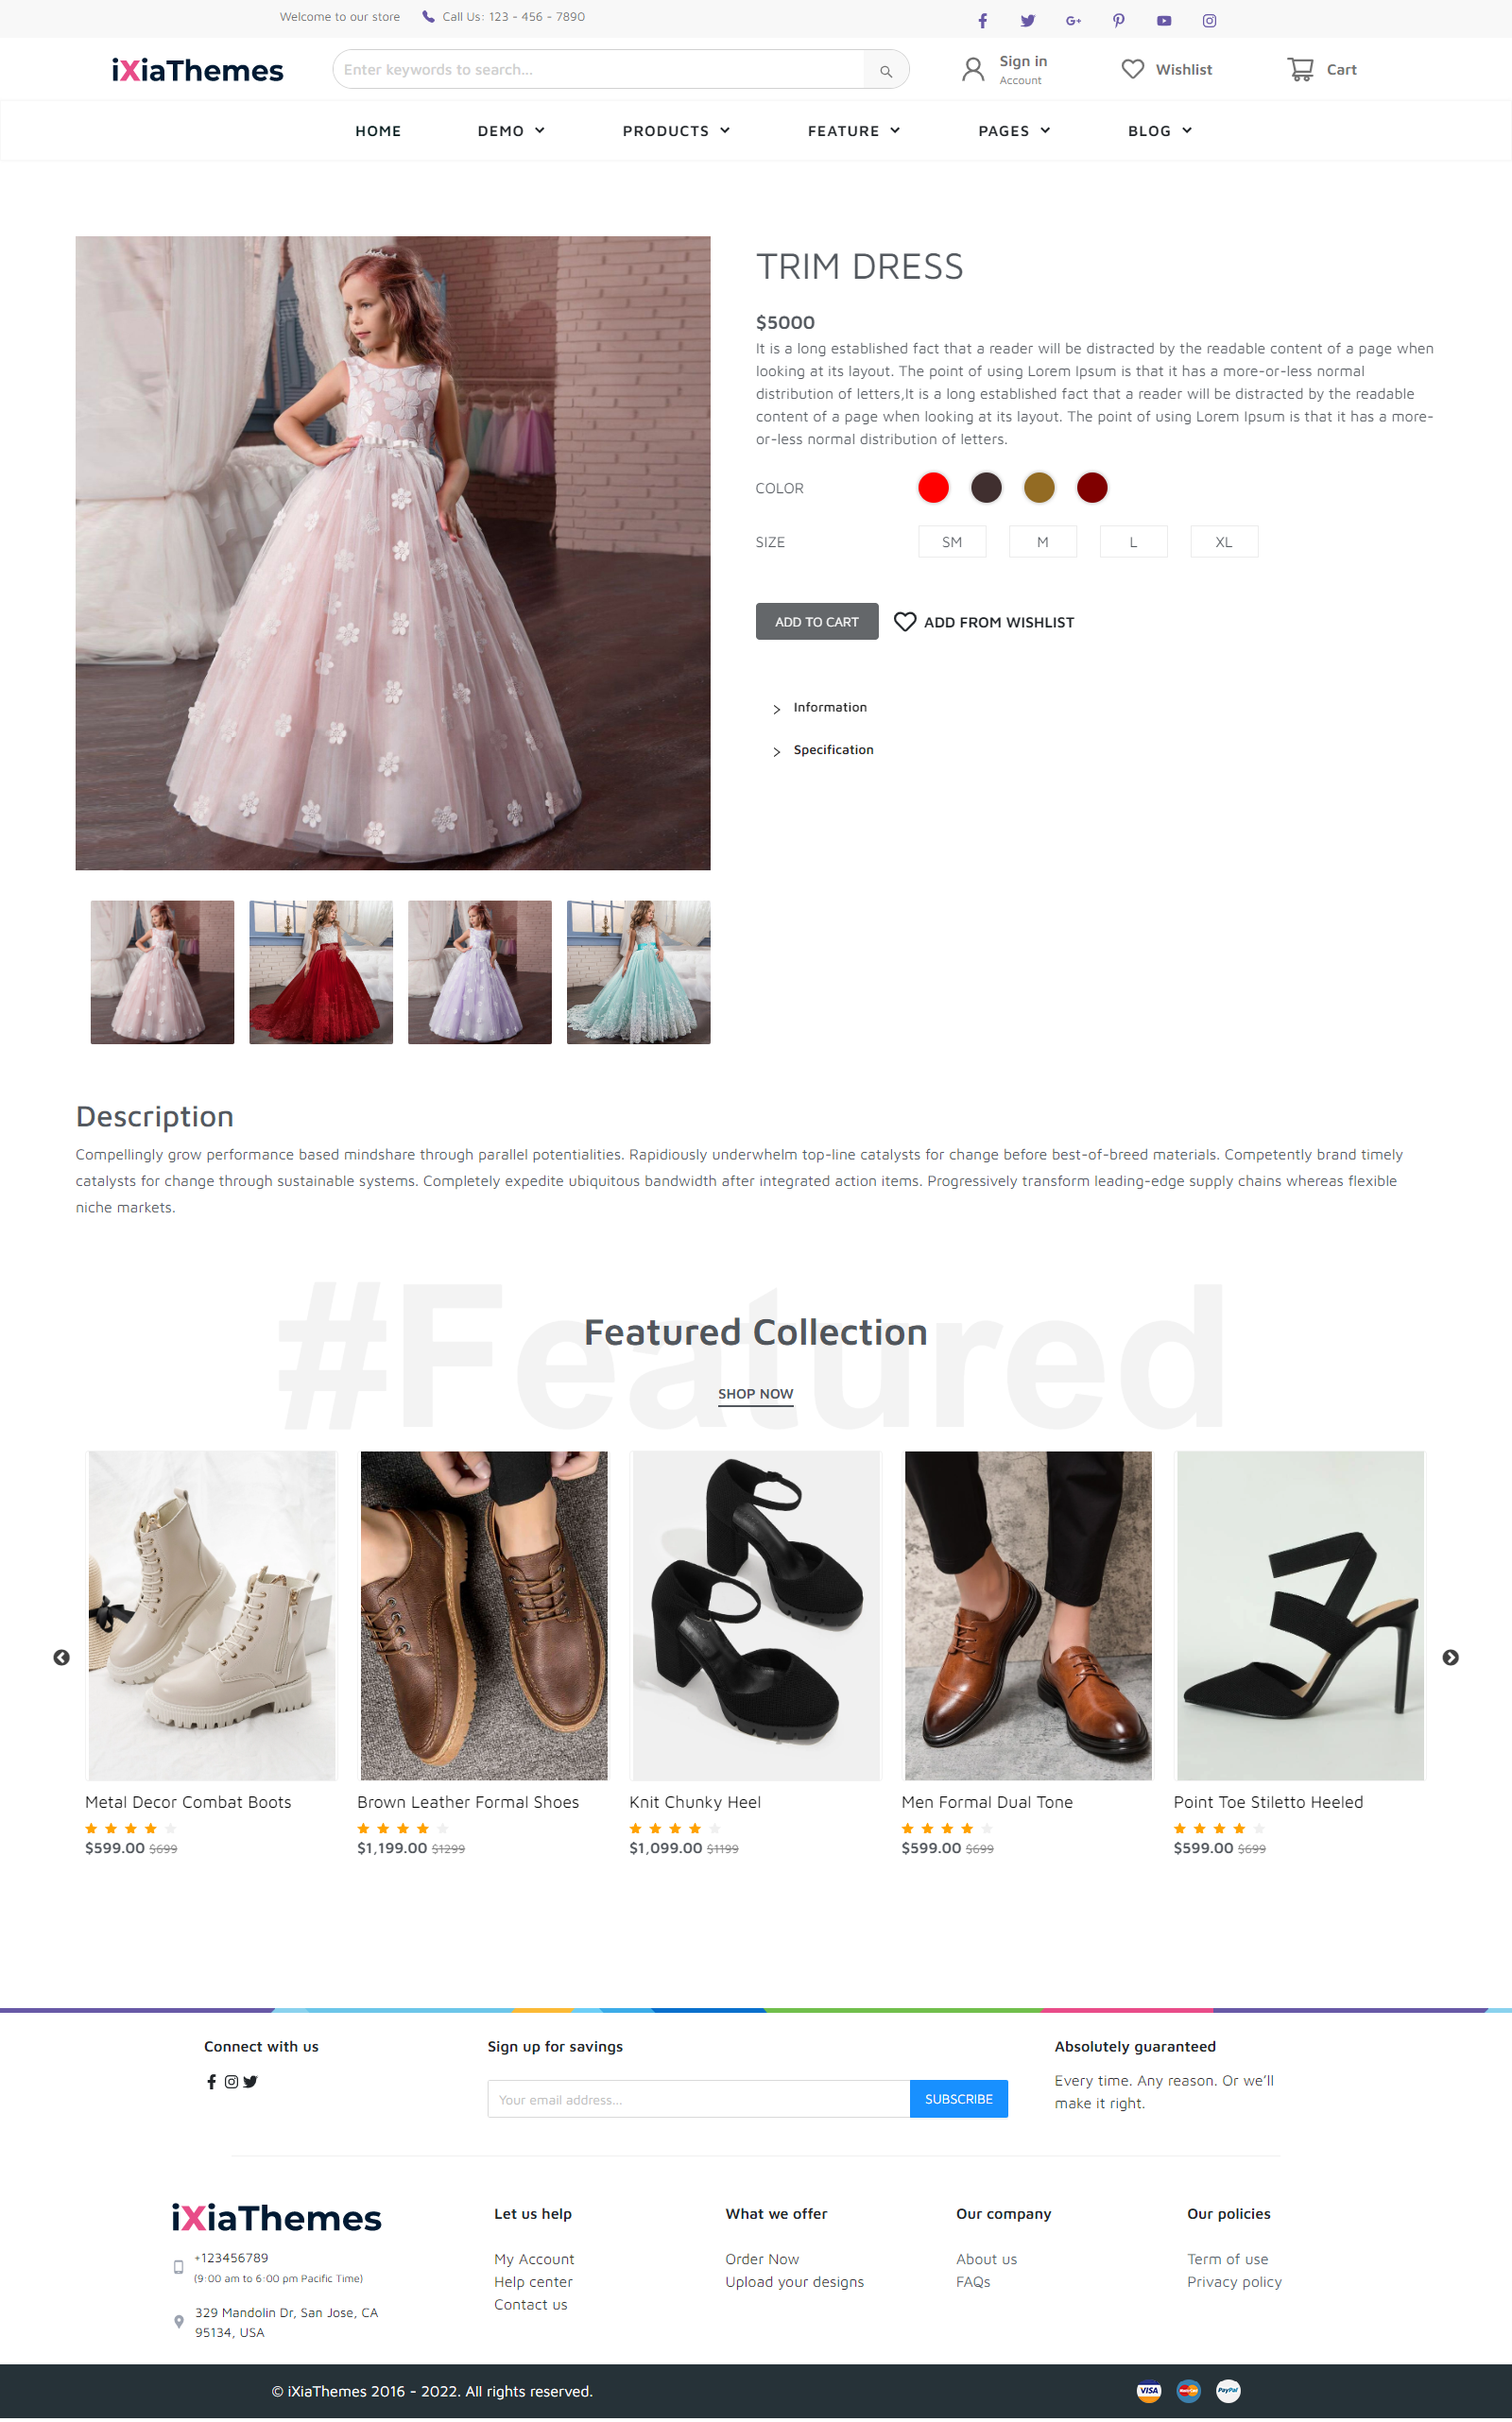 Welcome to our store
Call Us: 123 - 456 - 7890
iXiaThemes
Enter keywords to search...
Sign in
Account
Wishlist
Cart
HOME
DEMO
PRODUCTS
FEATURE
PAGES
BLOG
TRIM DRESS
$5000
It is a long established fact that a reader will be distracted by the readable content of a page when
looking at its layout. The point of using Lorem Ipsum is that it has a more-or-less normal
distribution of letters,It is a long established fact that a reader will be distracted by the readable
content of a page when looking at its layout. The point of using Lorem Ipsum is that it has a more-
or-less normal distribution of letters.
COLOR
SIZE
SM
M
L
XL
ADD TO CART
ADD FROM WISHLIST
Information
Specification
Description
Compellingly grow performance based mindshare through parallel potentialities. Rapidiously underwhelm top-line catalysts for change before best-of-breed materials. Competently brand timely
catalysts for change through sustainable systems. Completely expedite ubiquitous bandwidth after integrated action items. Progressively transform leading-edge supply chains whereas flexible
niche markets.
#Featured
Featured Collection
SHOP NOW
Metal Decor Combat Boots
$599.00 $699
Brown Leather Formal Shoes
$1,199.00 $1299
Knit Chunky Heel
$1,099.00 $1199
Men Formal Dual Tone
$599.00 $699
Point Toe Stiletto Heeled
$599.00 $699
Connect with us
Sign up for savings
Your email address...
SUBSCRIBE
Absolutely guaranteed
Every time. Any reason. Or we'll
make it right.
iXiaThemes
+123456789
(9:00 am to 6:00 pm Pacific Time)
329 Mandolin Dr, San Jose, CA
95134, USA
Let us help
My Account
Help center
Contact us
What we offer
Order Now
Upload your designs
Our company
About us
FAQs
Our policies
Term of use
Privacy policy
© iXiaThemes 2016 - 2022. All rights reserved.
VISA
MasterCard
PayPal